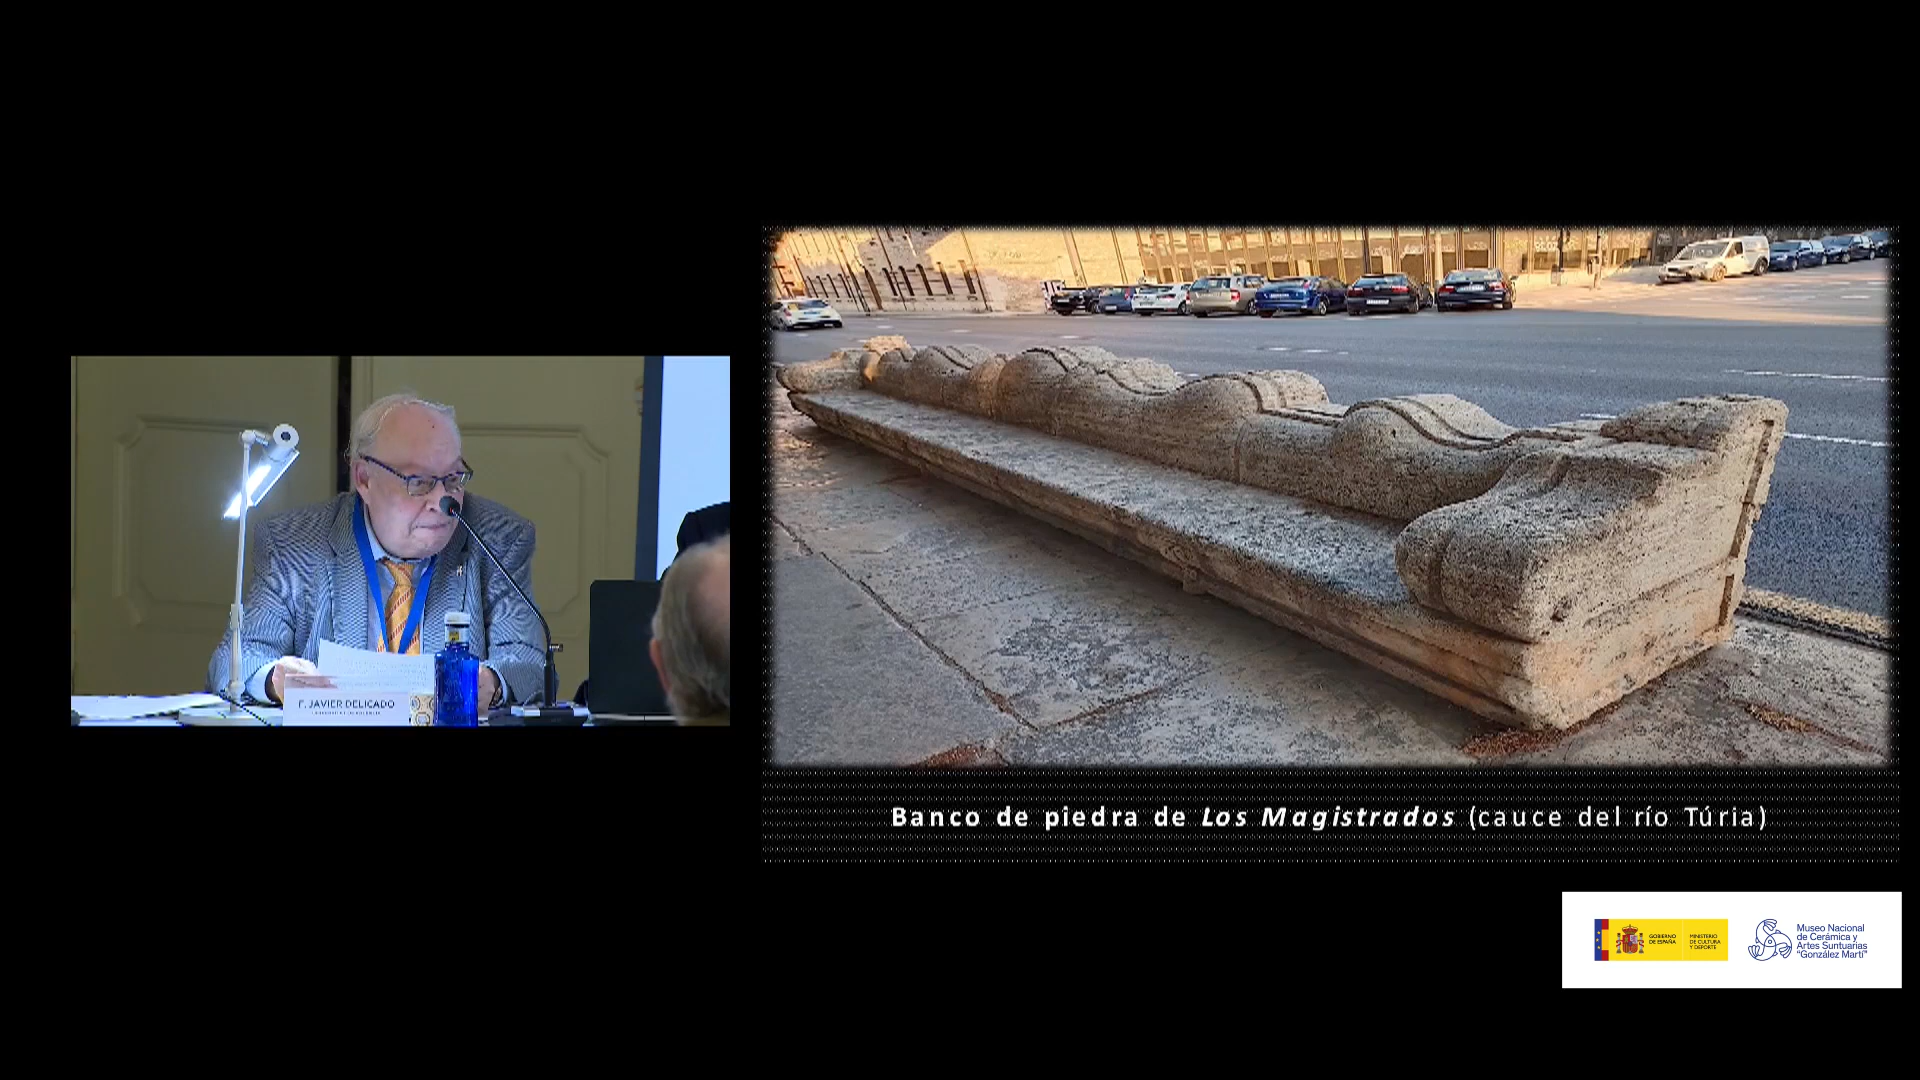 F. JAVIER DELICADO
Banco de piedra de Los Magistrados (cauce del río Túria)
GOBIERNO
DE ESPAÑA
MINISTERIO
DE CULTURA
Y DEPORTE
Museo Nacional
de Cerámica y
Artes Suntuarias
"González Martí"